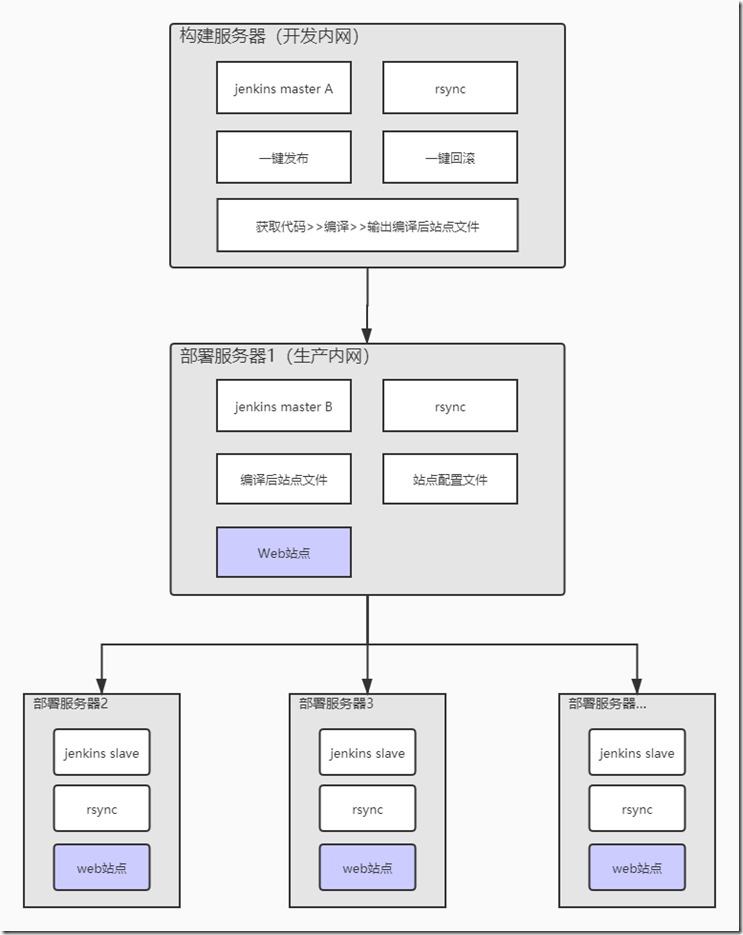 构建服务器（开发内网）
jenkins master A
rsync
一键发布
一键回滚
获取代码>>编译>>输出编译后站点文件
部署服务器1（生产内网）
jenkins master B
rsync
编译后站点文件
站点配置文件
Web站点
部署服务器2
jenkins slave
rsync
web站点
部署服务器3
jenkins slave
rsync
web站点
部署服务器...
jenkins slave
rsync
web站点